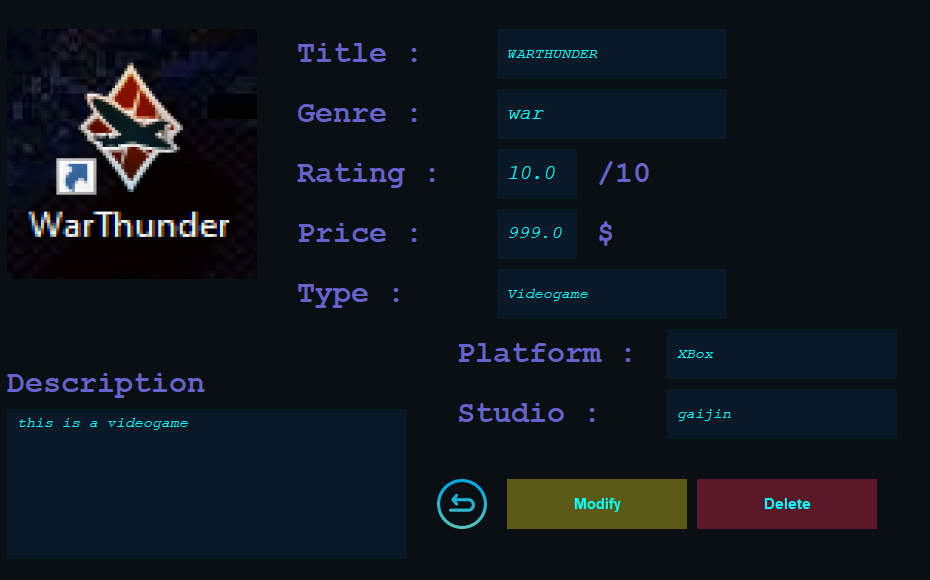 WarThunder
Title : WARTHUNDER
Genre : war
Rating : 10.0 /10
Price : 999.0 $
Type : Videogame
Platform : XBox
Studio : gaijin
Description
this is a videogame
Modify Delete